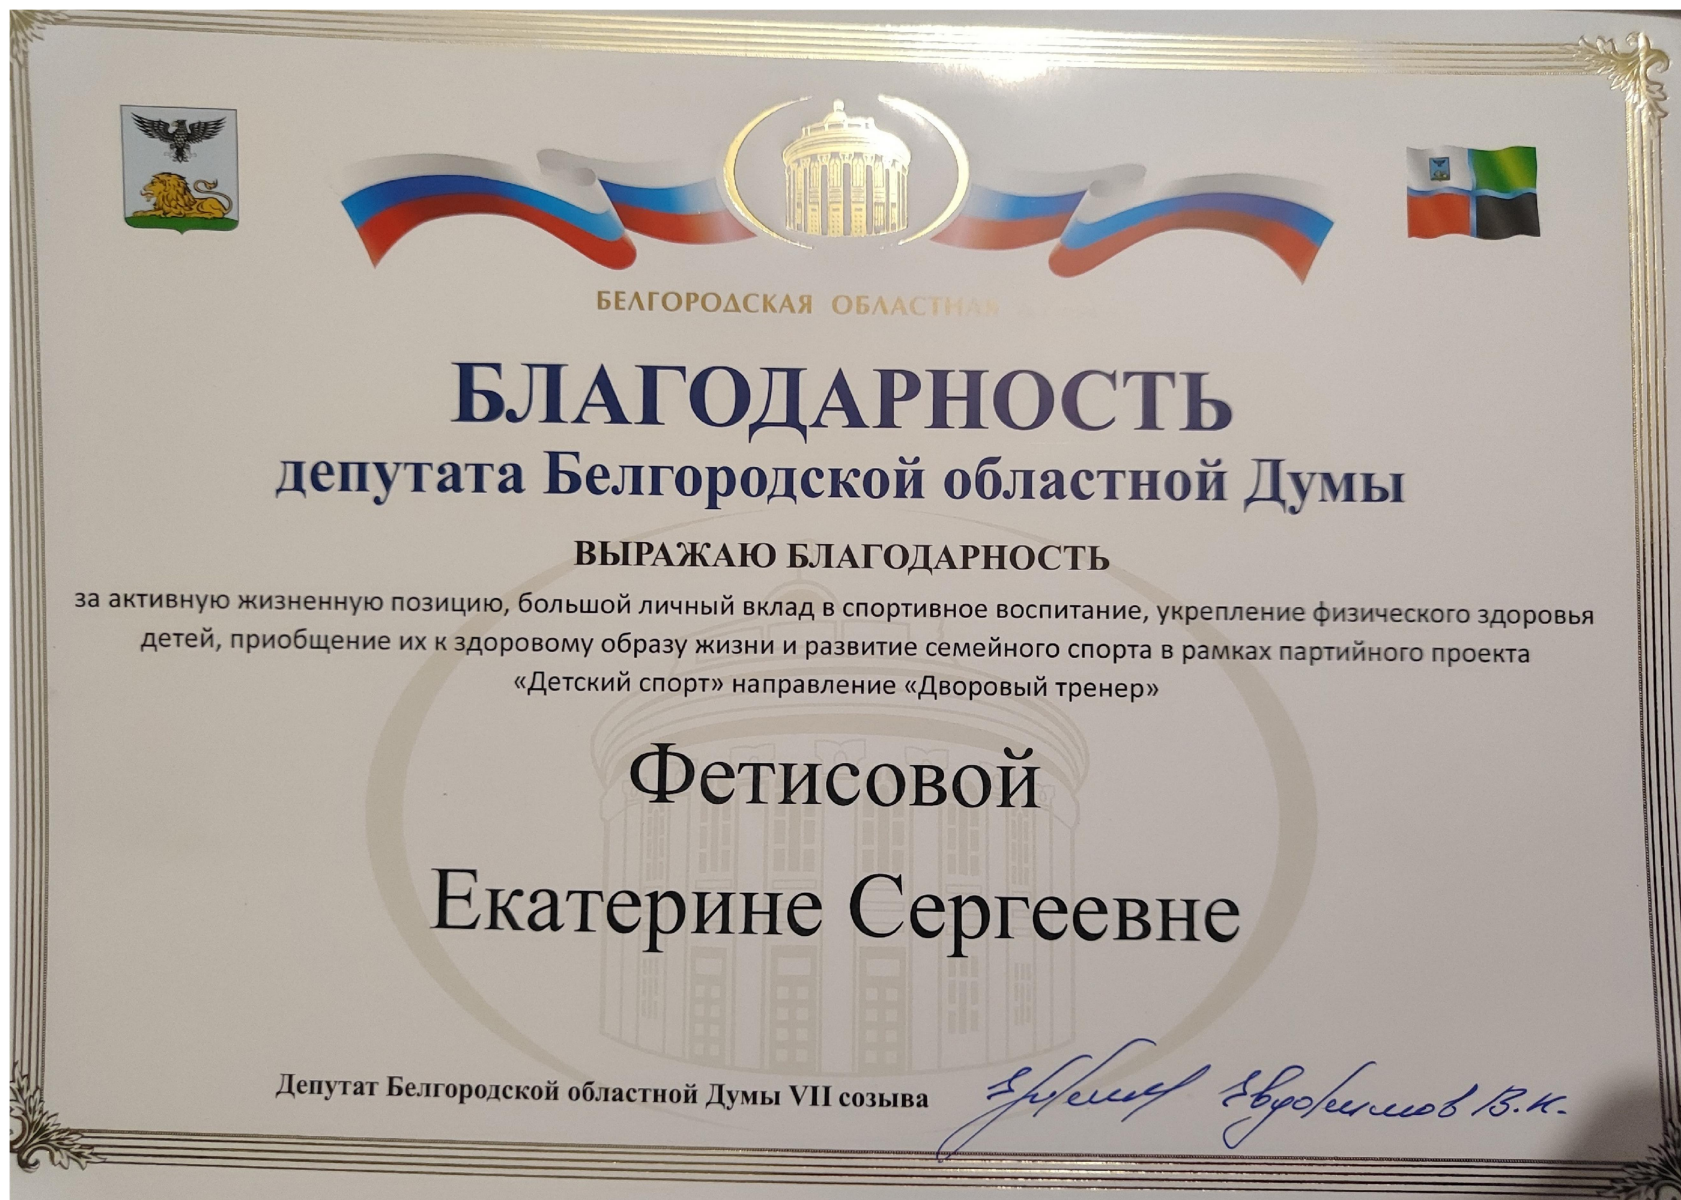 БЕЛГОРОДСКАЯ ОБЛАСТНАЯ
БЛАГОДАРНОСТЬ
депутата Белгородской областной Думы
ВЫРАЖАЮ БЛАГОДАРНОСТЬ
за активную жизненную позицию, большой личный вклад в спортивное воспитание, укрепление физического здоровья
детей, приобщение их к здоровому образу жизни и развитие семейного спорта в рамках партийного проекта
«Детский спорт» направление «Дворовый тренер»
Фетисовой
Екатерине Сергеевне
Депутат Белгородской областной Думы VII созыва Евдокимов В.К.